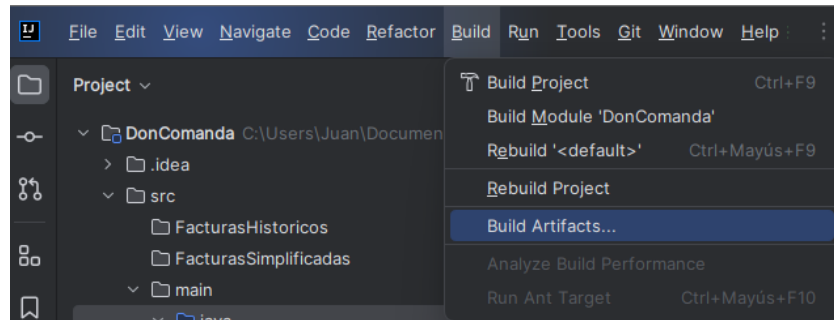 IJ File Edit View Navigate Code Refactor Build Run Tools Git Window Help
Project
Build Project Ctrl+F9
Build Module 'DonComanda'
DonComanda C:\Users\Juan\Documen
Rebuild '<default>' Ctrl+Mayús+F9
.idea
Rebuild Project
src
FacturasHistoricos
Build Artifacts...
FacturasSimplificadas
Analyze Build Performance
main
Run Ant Target Ctrl+Mayús+F10
java